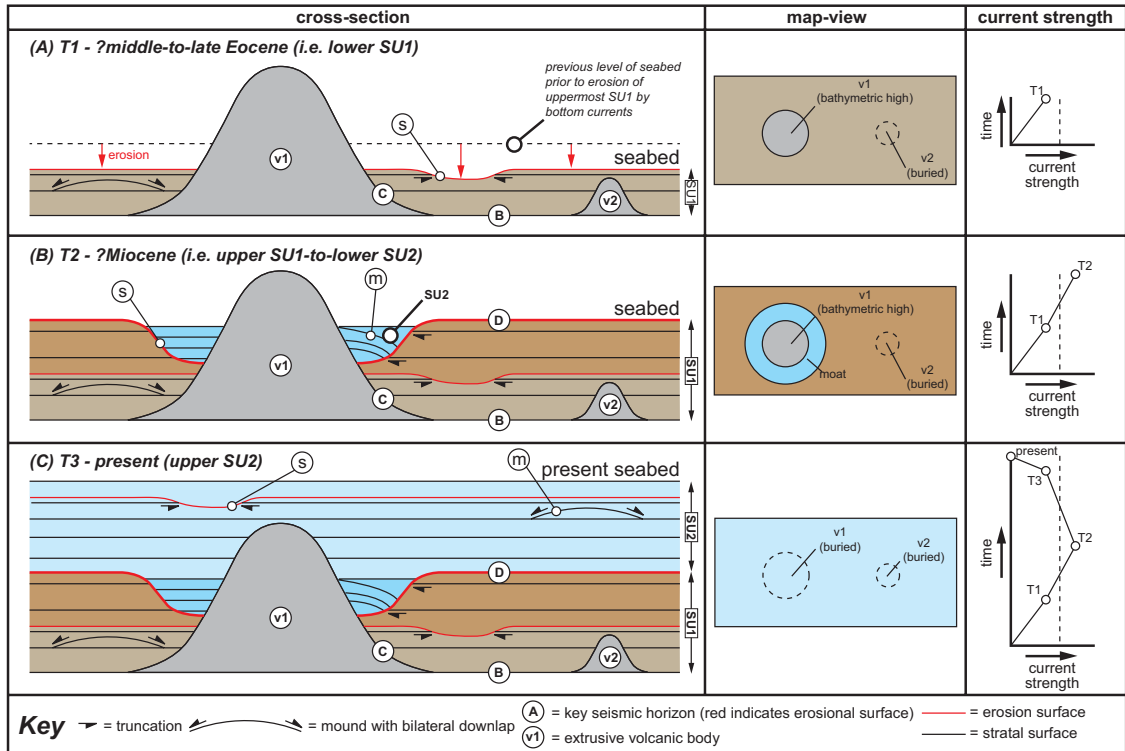 cross-section
map-view
current strength
(A) T1 - ?middle-to-late Eocene (i.e. lower SU1)
previous level of seabed
prior to erosion of
uppermost SU1 by
bottom currents
s
erosion
seabed
v1
C
B
v2
SU1
v1
(bathymetric high)
v2
(buried)
T1
time
current
strength
(B) T2 - ?Miocene (i.e. upper SU1-to-lower SU2)
s
m
SU2
seabed
D
v1
C
B
v2
SU1
v1
(bathymetric high)
moat
v2
(buried)
T2
T1
time
current
strength
(C) T3 - present (upper SU2)
s
m
present seabed
SU2
D
v1
C
B
v2
SU1
v1
(buried)
v2
(buried)
present
T3
T2
T1
time
current
strength
Key
= truncation
= mound with bilateral downlap
A = key seismic horizon (red indicates erosional surface)
v1 = extrusive volcanic body
= erosion surface
= stratal surface